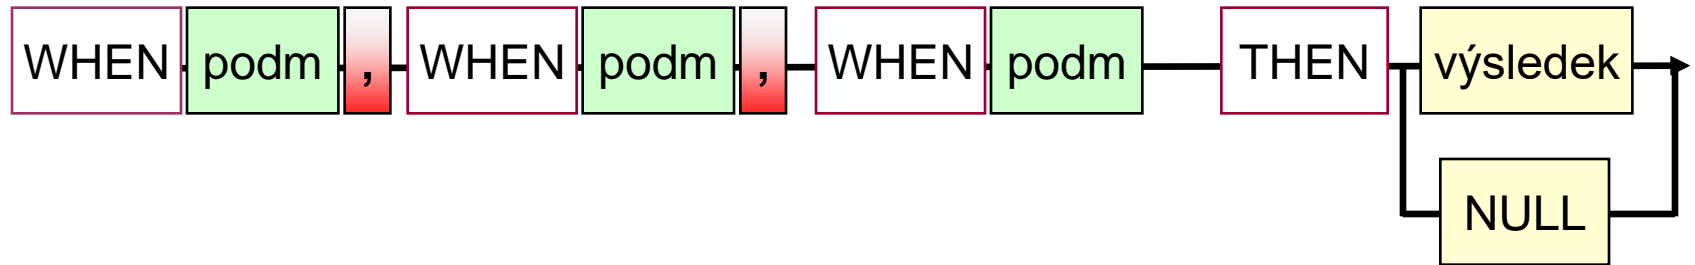 WHEN podm , WHEN podm , WHEN podm THEN výsledek
NULL